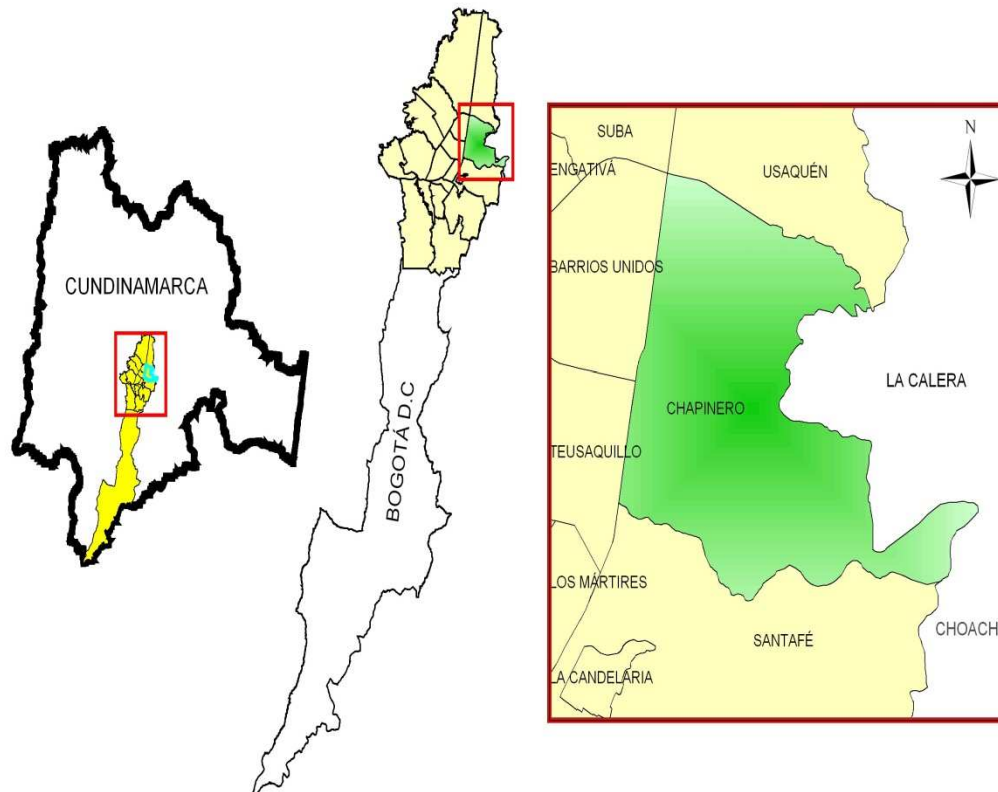 CUNDINAMARCA
BOGOTÁ D.C
SUBA
N
ENGATIVÁ
USAQUÉN
BARRIOS UNIDOS
LA CALERA
CHAPINERO
TEUSAQUILLO
LOS MÁRTIRES
CHOACH
SANTAFÉ
LA CANDELARIA